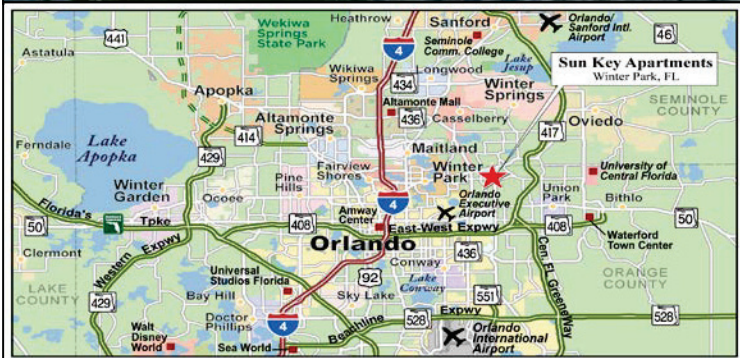 Heathrow
Sanford
Orlando/
Sanford Intl.
Airport
Wekiwa
Springs
State Park
441
4
46
Seminole
Comm. College
Lake
Jesup
Astatula
Wikiwa
Springs
434
Longwood
Sun Key Apartments
Winter Park, FL
Apopka
Altamonte Mall
Winter
Springs
436
SEMINOLE
COUNTY
Altamonte
Springs
Casselberry
Lake
Apopka
414
417
Oviedo
Ferndale
429
Maitland
Fairview
Shores
Winter
Park
University of
Central Florida
Winter
Garden
Pine
Hills
Ocoee
4
Orlando
Executive
Airport
Union
Park
Bithlo
Florida's
Tpke
50
408
Amway
Center
East-West Expwy
408
50
Orlando
Waterford
Town Center
Clermont
Western
Expwy
436
Conway
92
Cen. Fl. GreeneWay
ORANGE
COUNTY
LAKE
COUNTY
Universal
Studios Florida
Lake
Conway
429
Bay Hill
Sky Lake
551
Doctor
Phillips
4
Beachline
Expwy
528
528
Walt
Disney
World
Sea World
Orlando
International
Airport